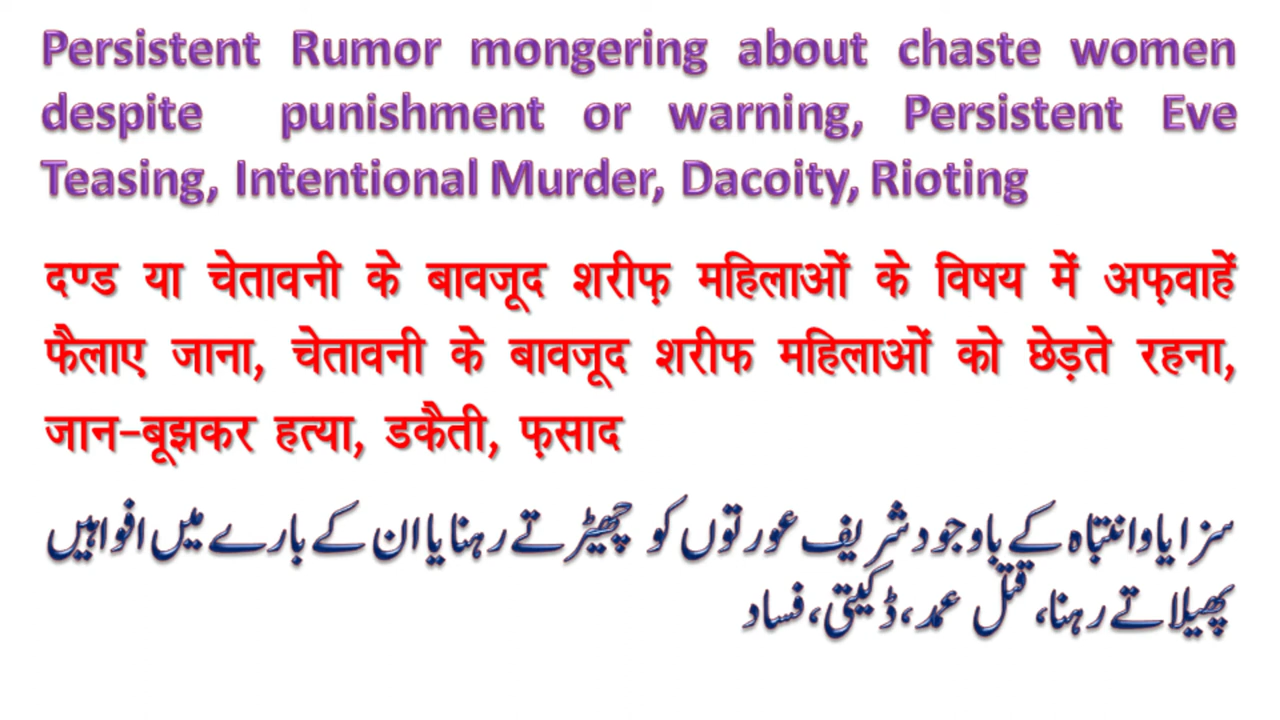 Persistent Rumor mongering about chaste women
despite punishment or warning, Persistent Eve
Teasing, Intentional Murder, Dacoity, Rioting
दण्ड या चेतावनी के बावजूद शरीफ़ महिलाओं के विषय में अफ़वाहें
फैलाए जाना, चेतावनी के बावजूद शरीफ महिलाओं को छेड़ते रहना,
जान-बूझकर हत्या, डकैती, फ़साद
سزا یا وانتباہ کے باوجود شریف عورتوں کو چھیڑتے رہنا یا ان کے بارے میں افواہیں
پھیلاتے رہنا، قتل عمد، ڈکیتی، فساد